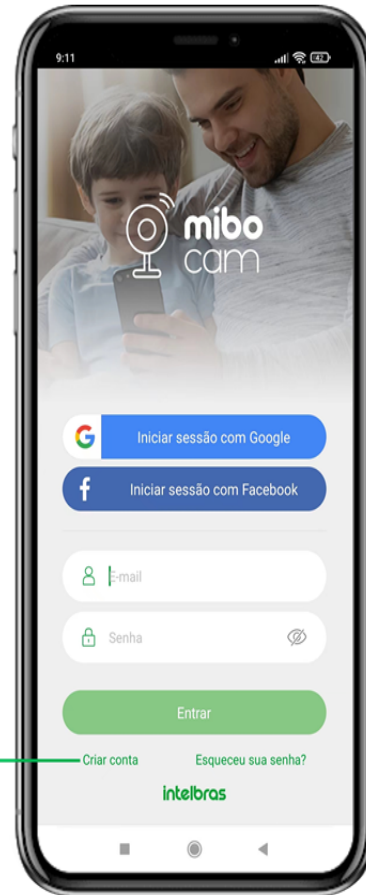 9:11
42
mibo
cam
G
Iniciar sessão com Google
f
Iniciar sessão com Facebook
E-mail
Senha
Entrar
Criar conta
Esqueceu sua senha?
intelbras